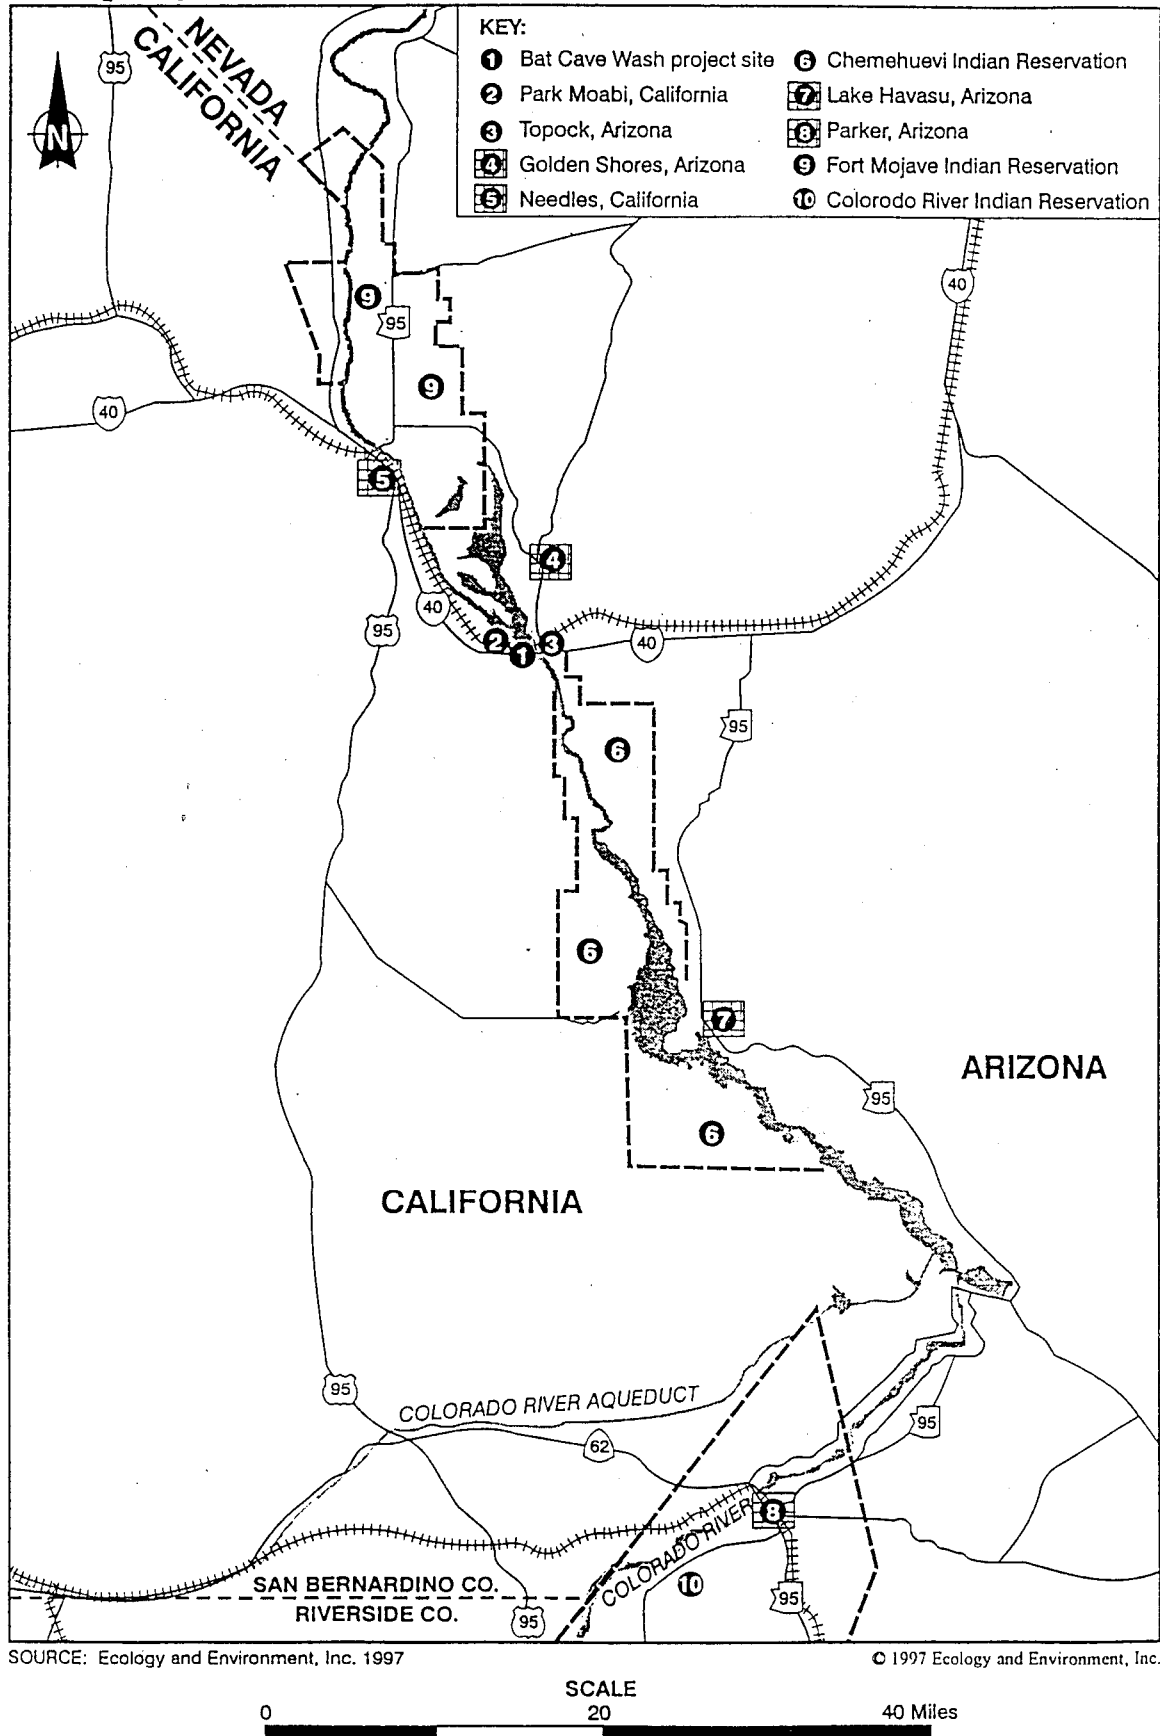 KEY:
1 Bat Cave Wash project site
2 Park Moabi, California
3 Topock, Arizona
4 Golden Shores, Arizona
5 Needles, California
6 Chemehuevi Indian Reservation
7 Lake Havasu, Arizona
8 Parker, Arizona
9 Fort Mojave Indian Reservation
10 Colorodo River Indian Reservation
95
NEVADA
CALIFORNIA
N
40
9
95
9
40
5
4
40
95
2
1
3
40
95
6
6
7
ARIZONA
95
6
CALIFORNIA
95
COLORADO RIVER AQUEDUCT
95
62
8
COLORADO RIVER
10
SAN BERNARDINO CO.
RIVERSIDE CO.
95
95
SOURCE: Ecology and Environment, Inc. 1997
© 1997 Ecology and Environment, Inc.
SCALE
0 20 40 Miles